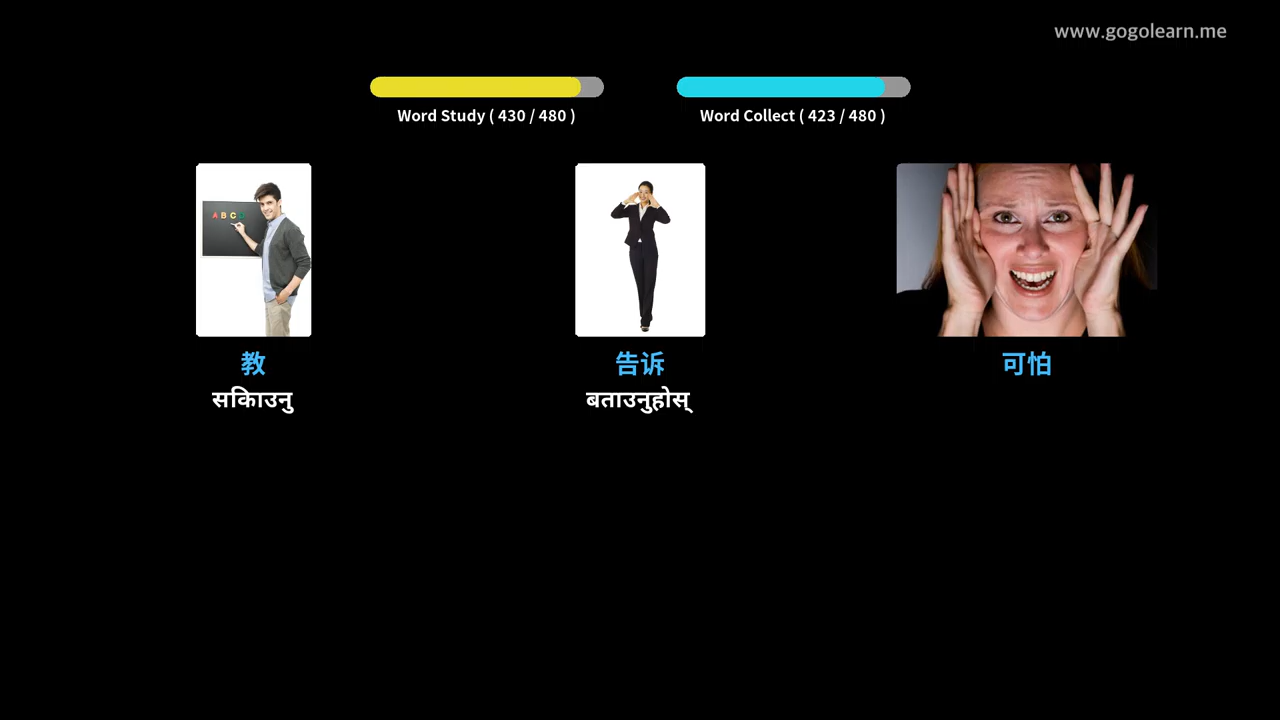 www.gogolearn.me
Word Study ( 430 / 480 )
Word Collect ( 423 / 480 )
A B C D
教
सिकाउनु
告诉
बताउनुहोस्
可怕